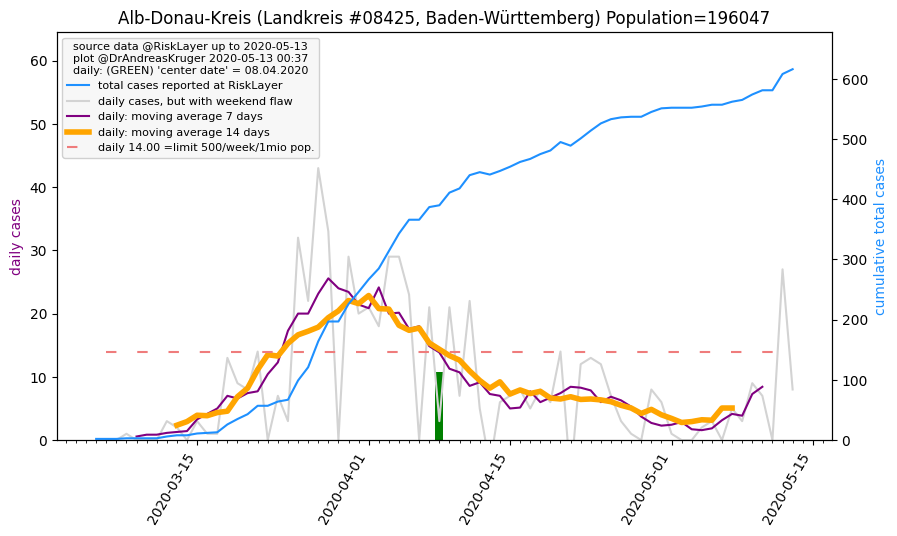 Alb-Donau-Kreis (Landkreis #08425, Baden-Württemberg) Population=196047
source data @RiskLayer up to 2020-05-13
plot @DrAndreasKruger 2020-05-13 00:37
daily: (GREEN) 'center date' = 08.04.2020
total cases reported at RiskLayer
daily cases, but with weekend flaw
daily: moving average 7 days
daily: moving average 14 days
daily 14.00 =limit 500/week/1mio pop.
daily cases
60
50
40
30
20
10
0
cumulative total cases
600
500
400
300
200
100
0
2020-03-15
2020-04-01
2020-04-15
2020-05-01
2020-05-15